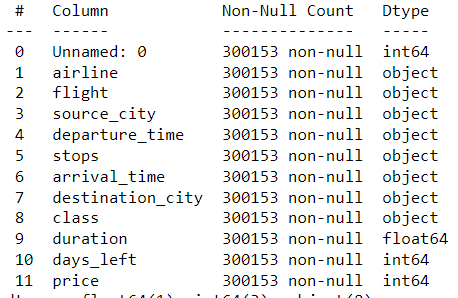 #   Column            Non-Null Count   Dtype
---  ------            --------------   -----
0   Unnamed: 0        300153 non-null  int64
1   airline           300153 non-null  object
2   flight            300153 non-null  object
3   source_city       300153 non-null  object
4   departure_time    300153 non-null  object
5   stops             300153 non-null  object
6   arrival_time      300153 non-null  object
7   destination_city  300153 non-null  object
8   class             300153 non-null  object
9   duration          300153 non-null  float64
10  days_left         300153 non-null  int64
11  price             300153 non-null  int64